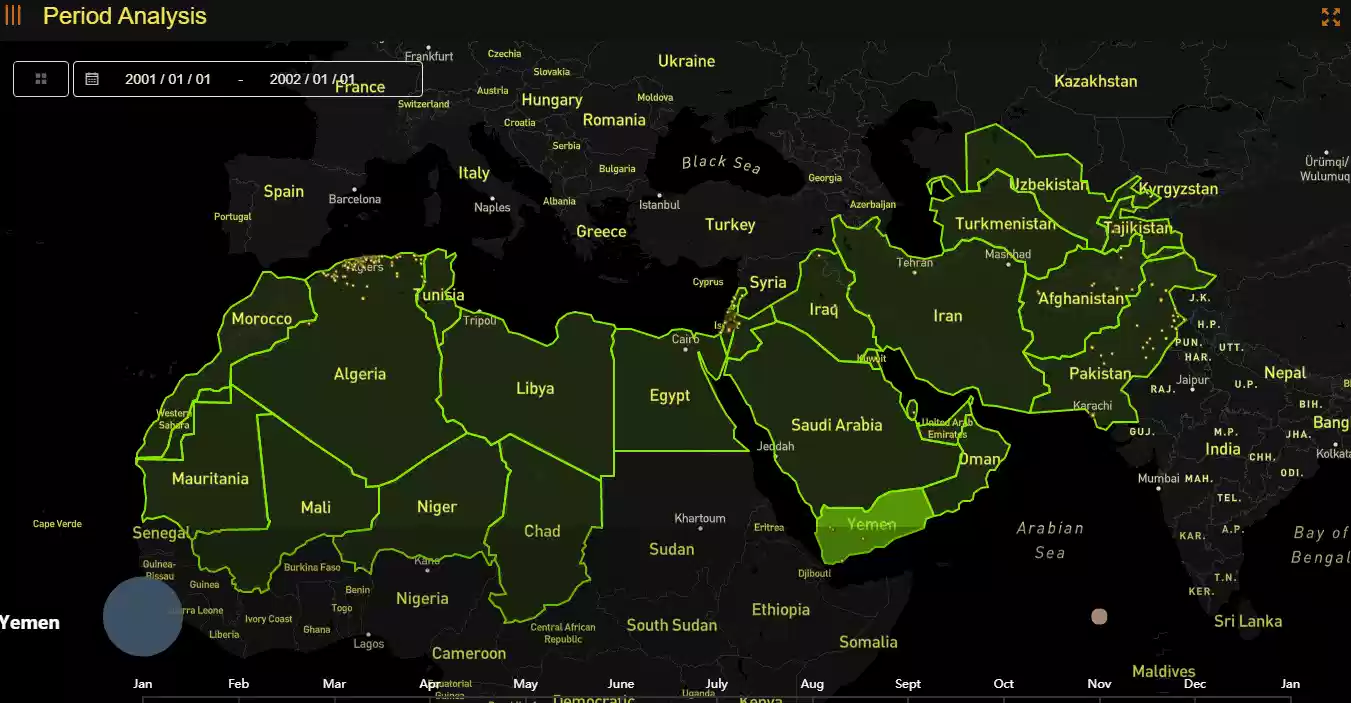 Period Analysis
2001 / 01 / 01 - 2002 / 01 / 01
Frankfurt
Czechia
Ukraine
Slovakia
Kazakhstan
France
Austria
Switzerland
Hungary
Moldova
Croatia
Romania
Serbia
Black Sea
Ürümqi/
Wulumuq
Italy
Bulgaria
Georgia
Spain
Barcelona
Uzbekistan
Kyrgyzstan
Portugal
Naples
Albania
Istanbul
Azerbaijan
Greece
Turkey
Turkmenistan
Tajikistan
Mashhad
Tehran
Algiers
Cyprus
Syria
Tunisia
Afghanistan
J.K.
Morocco
Tripoli
Is
Iraq
Iran
H.P.
Cairo
PUN.
UTT.
HAR.
Kuwait
Algeria
Pakistan
Nepal
Libya
Egypt
RAJ.
Jaipur
U.P.
BIH.
Karachi
Western
Sahara
Saudi Arabia
United Arab
Emirates
GUJ.
M.P.
JHA.
Bangl
Jeddah
India
CHH.
Kolkata
Oman
Mauritania
Mumbai
MAH.
ODI.
Mali
Niger
TEL.
Cape Verde
Senegal
Chad
Khartoum
Eritrea
Yemen
Arabian
Sea
KAR.
A.P.
Bay of
Bengal
Sudan
Guinea-
Bissau
Burkina Faso
Kano
Djibouti
Guinea
Benin
T.N.
KER.
Sierra Leone
Togo
Nigeria
Ethiopia
Yemen
Ivory Coast
Ghana
Liberia
Central African
Republic
South Sudan
Sri Lanka
Lagos
Somalia
Cameroon
Maldives
Jan
Feb
Mar
Apr
May
June
July
Aug
Sept
Oct
Nov
Dec
Jan
Equatorial
Guinea
Democratic
Uganda
Kenya